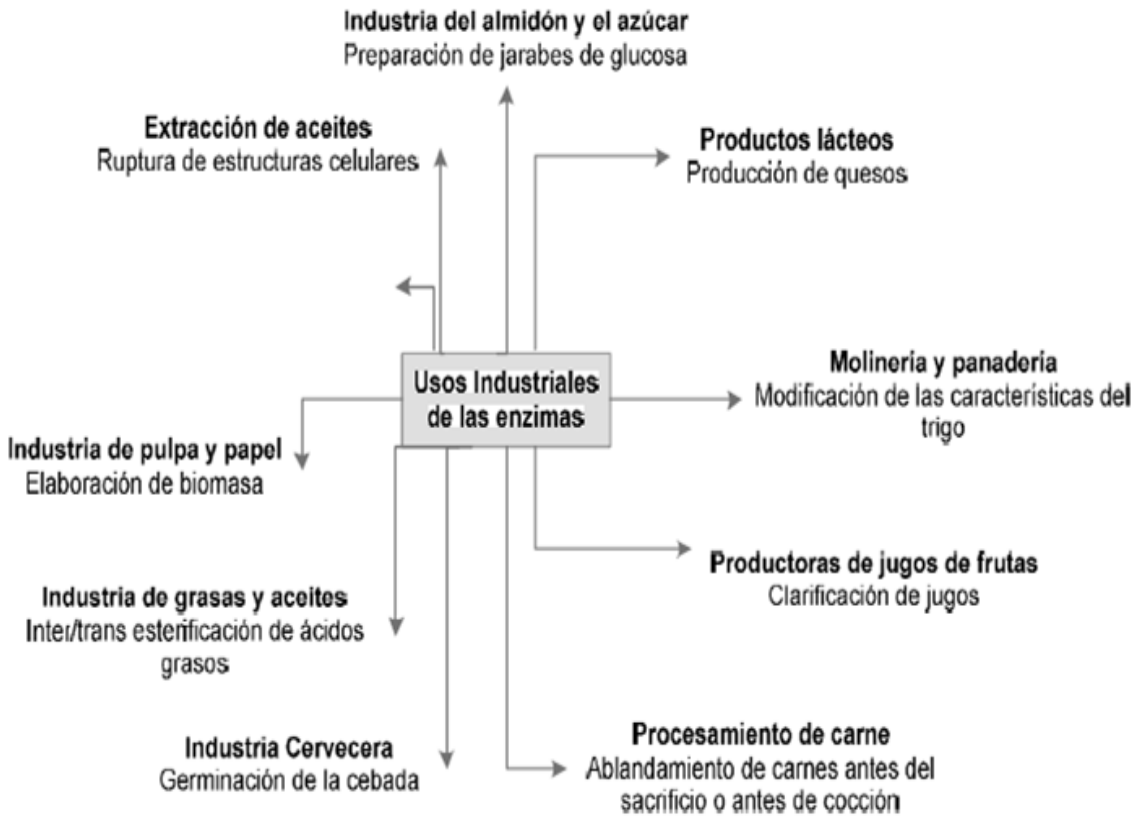 Industria del almidón y el azúcar
Preparación de jarabes de glucosa
Extracción de aceites
Ruptura de estructuras celulares
Productos lácteos
Producción de quesos
Usos Industriales
de las enzimas
Molinería y panadería
Modificación de las características del
trigo
Industria de pulpa y papel
Elaboración de biomasa
Productoras de jugos de frutas
Clarificación de jugos
Industria de grasas y aceites
Inter/trans esterificación de ácidos
grasos
Industria Cervecera
Germinación de la cebada
Procesamiento de carne
Ablandamiento de carnes antes del
sacrificio o antes de cocción